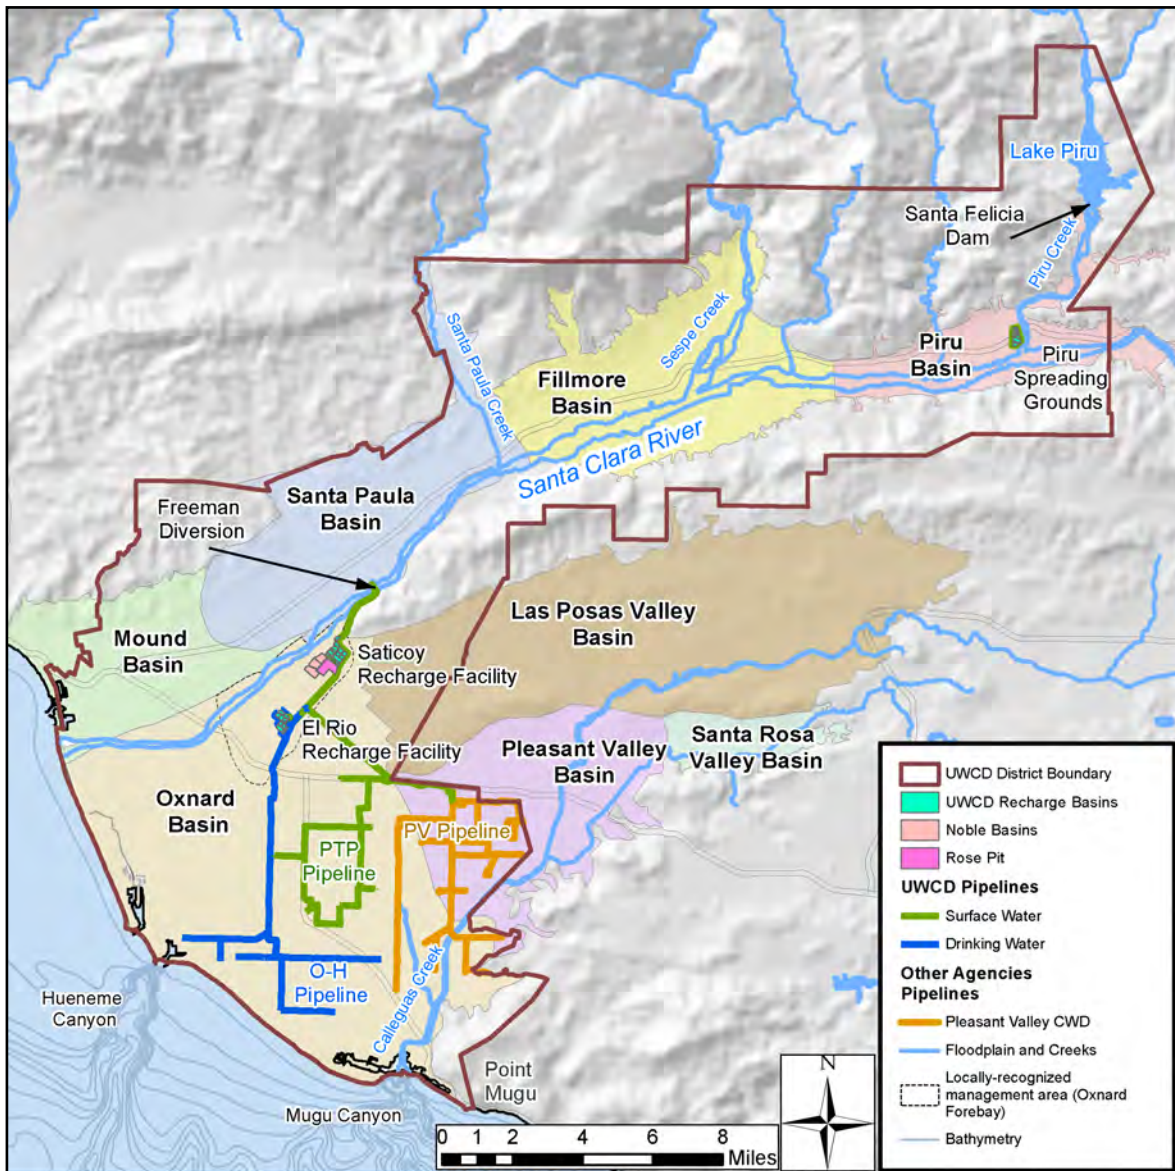 Lake Piru
Santa Felicia
Dam
Piru Creek
Santa Paula Creek
Sespe Creek
Fillmore
Basin
Piru
Basin
Piru
Spreading
Grounds
Santa Clara River
Santa Paula
Basin
Freeman
Diversion
Las Posas Valley
Basin
Mound
Basin
Saticoy
Recharge Facility
El Rio
Recharge Facility
Pleasant Valley
Basin
Santa Rosa
Valley Basin
Oxnard
Basin
PV Pipeline
PTP
Pipeline
O-H
Pipeline
Calleguas Creek
Hueneme
Canyon
Mugu Canyon
Point
Mugu
UWCD District Boundary
UWCD Recharge Basins
Noble Basins
Rose Pit
UWCD Pipelines
Surface Water
Drinking Water
Other Agencies
Pipelines
Pleasant Valley CWD
Floodplain and Creeks
Locally-recognized
management area (Oxnard
Forebay)
Bathymetry
N
0 1 2 4 6 8
Miles